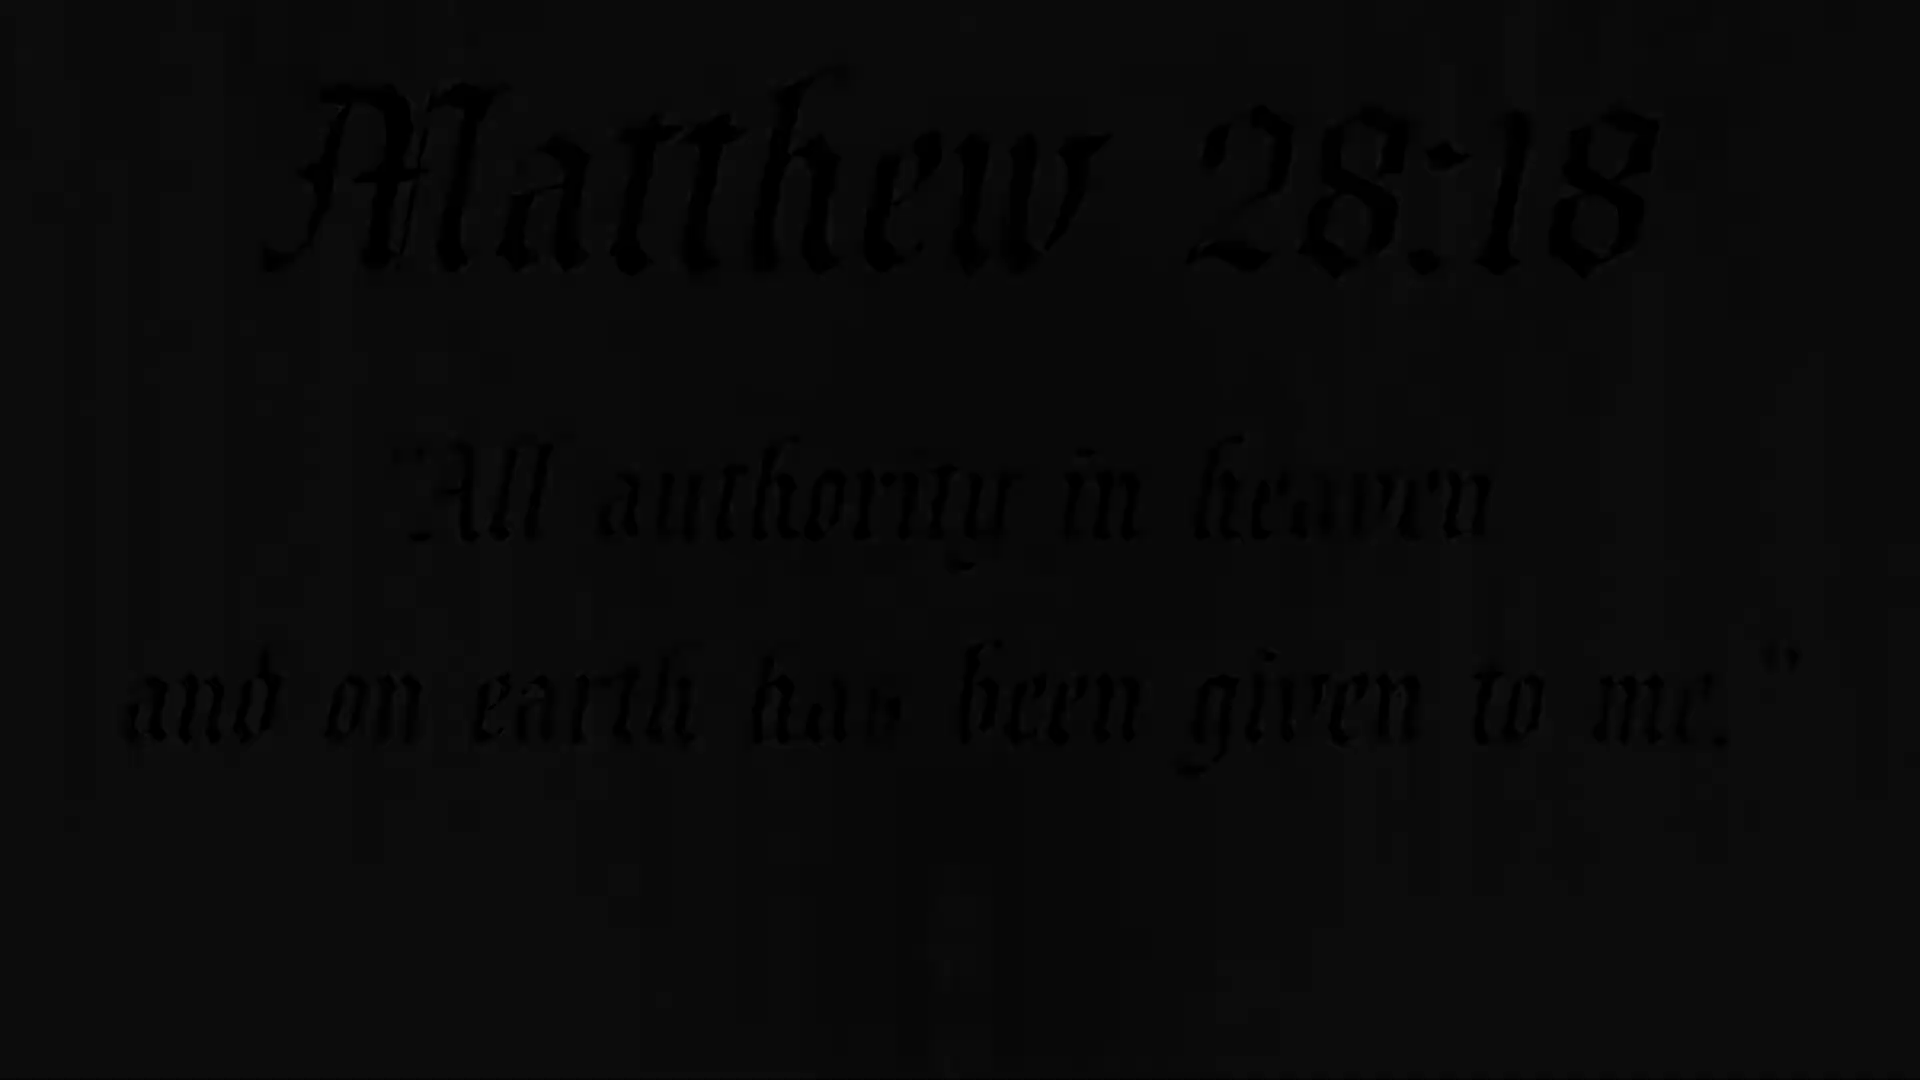 Matthew 28:18
"All authority in heaven
and on earth has been given to me."